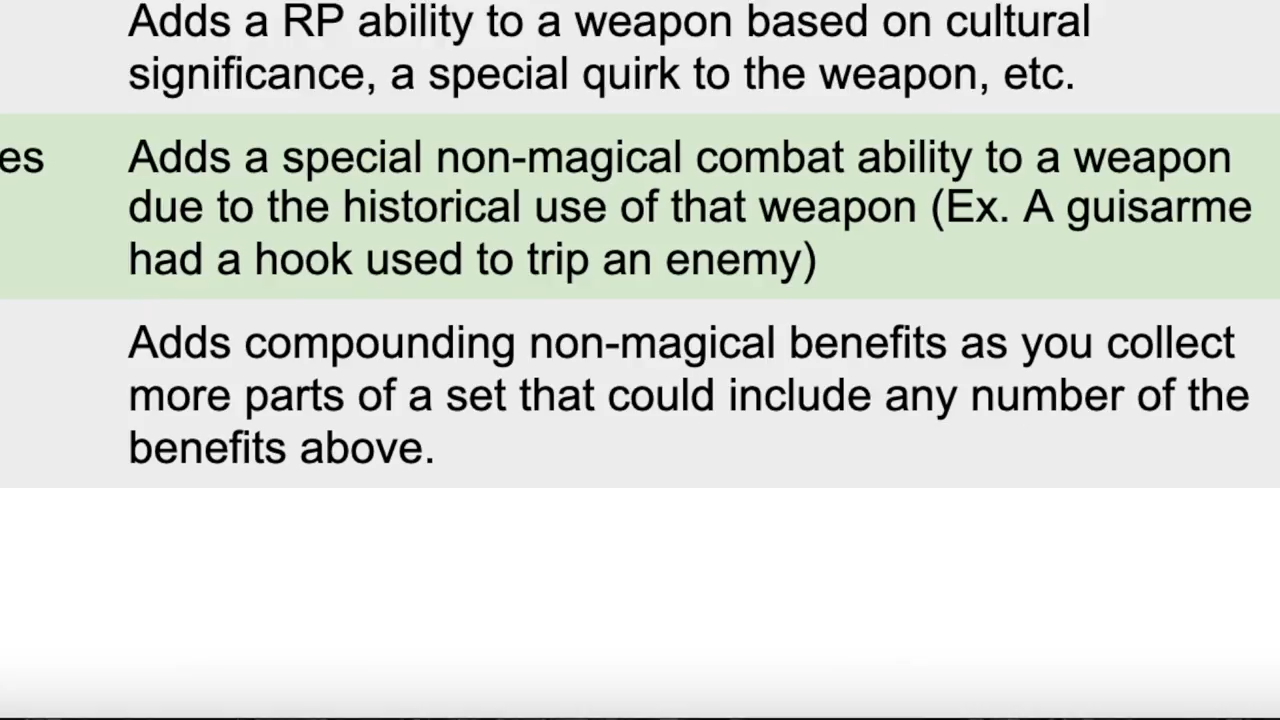 Adds a RP ability to a weapon based on cultural
significance, a special quirk to the weapon, etc.
es
Adds a special non-magical combat ability to a weapon
due to the historical use of that weapon (Ex. A guisarme
had a hook used to trip an enemy)
Adds compounding non-magical benefits as you collect
more parts of a set that could include any number of the
benefits above.